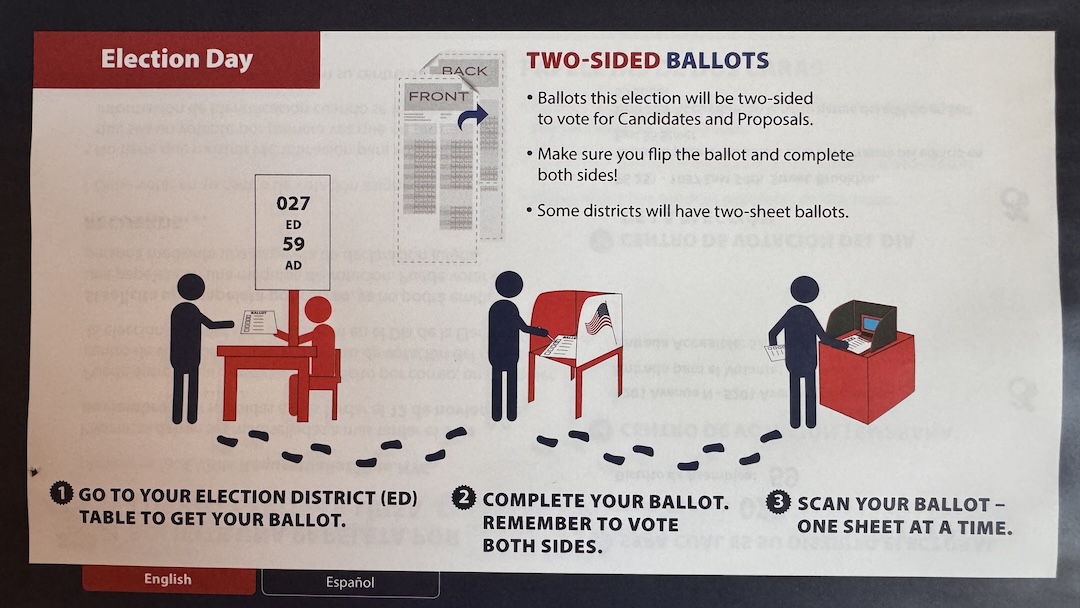 Election Day
BACK
FRONT
TWO-SIDED BALLOTS
• Ballots this election will be two-sided
to vote for Candidates and Proposals.
• Make sure you flip the ballot and complete
both sides!
• Some districts will have two-sheet ballots.
027
ED
59
AD
BALLOT
1 GO TO YOUR ELECTION DISTRICT (ED)
TABLE TO GET YOUR BALLOT.
2 COMPLETE YOUR BALLOT.
REMEMBER TO VOTE
BOTH SIDES.
3 SCAN YOUR BALLOT –
ONE SHEET AT A TIME.
English
Español